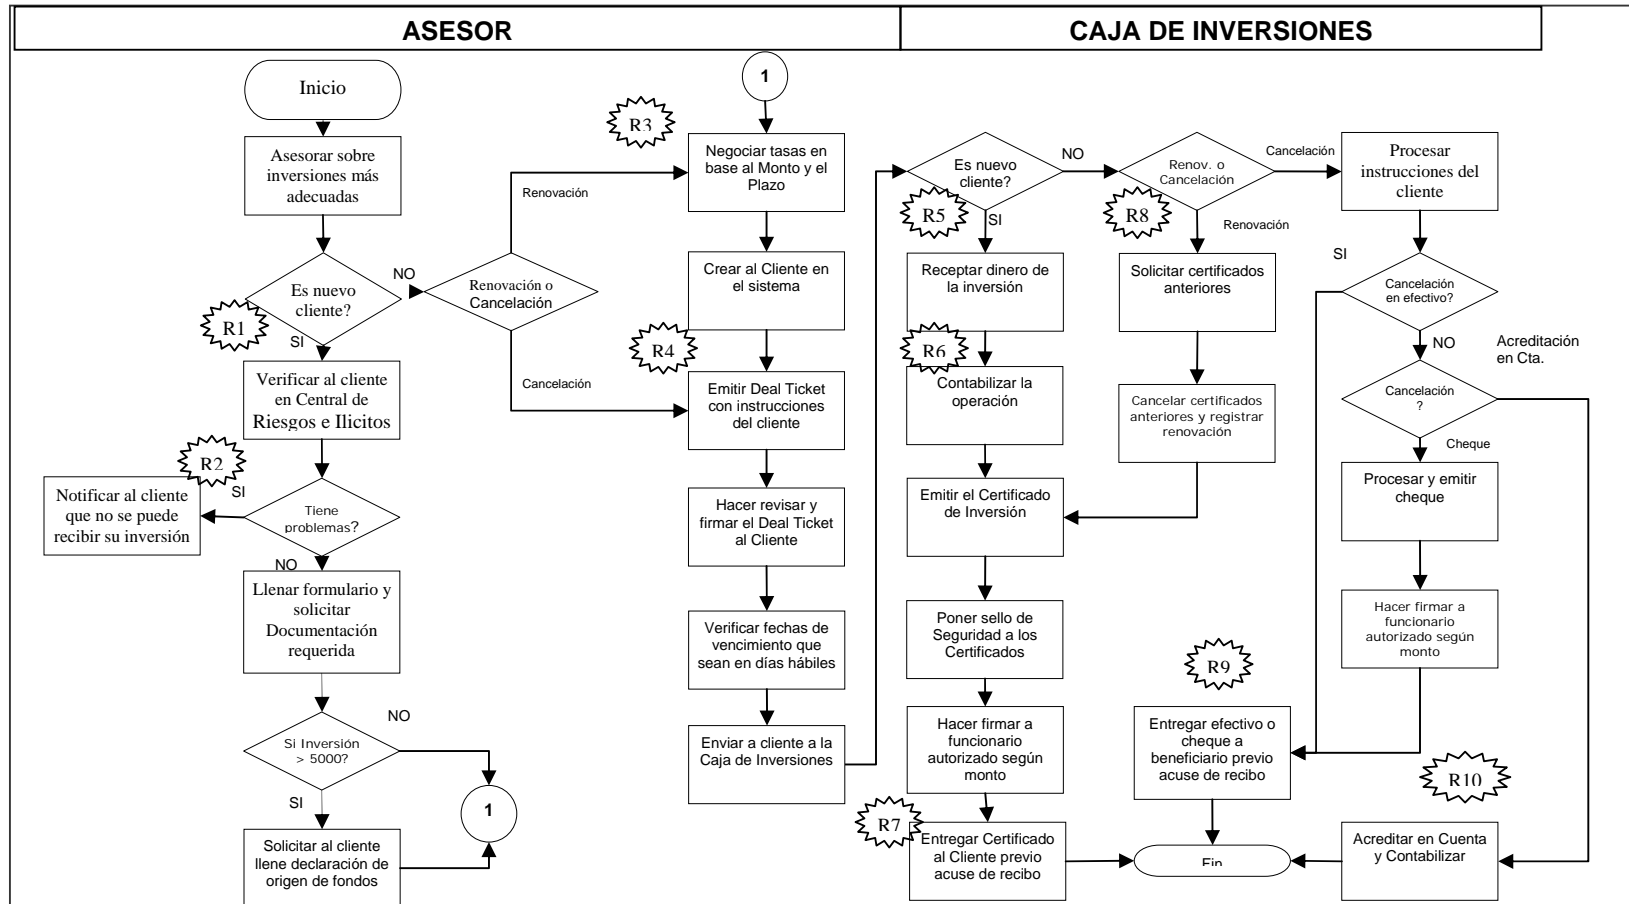 ASESOR
CAJA DE INVERSIONES
Inicio
Asesorar sobre
inversiones más
adecuadas
Es nuevo
cliente?
NO
R1
SI
Verificar al cliente
en Central de
Riesgos e Ilicitos
R2
SI
Notificar al cliente
que no se puede
recibir su inversión
Tiene
problemas?
NO
Llenar formulario y
solicitar
Documentación
requerida
NO
Si Inversión
> 5000?
SI
1
Solicitar al cliente
llene declaración de
origen de fondos
Renovación o
Cancelación
Renovación
Cancelación
1
R3
Negociar tasas en
base al Monto y el
Plazo
Crear al Cliente en
el sistema
R4
Emitir Deal Ticket
con instrucciones
del cliente
Hacer revisar y
firmar el Deal Ticket
al Cliente
Verificar fechas de
vencimiento que
sean en días hábiles
Enviar a cliente a la
Caja de Inversiones
Es nuevo
cliente?
NO
R5
SI
Receptar dinero de
la inversión
R6
Contabilizar la
operación
Emitir el Certificado
de Inversión
Poner sello de
Seguridad a los
Certificados
Hacer firmar a
funcionario
autorizado según
monto
R7
Entregar Certificado
al Cliente previo
acuse de recibo
Renov. o
Cancelación
Cancelación
R8
Renovación
Solicitar certificados
anteriores
Cancelar certificados
anteriores y registrar
renovación
R9
Entregar efectivo o
cheque a
beneficiario previo
acuse de recibo
Fin
Procesar
instrucciones del
cliente
SI
Cancelación
en efectivo?
NO
Acreditación
en Cta.
Cancelación
?
Cheque
Procesar y emitir
cheque
Hacer firmar a
funcionario
autorizado según
monto
R10
Acreditar en Cuenta
y Contabilizar